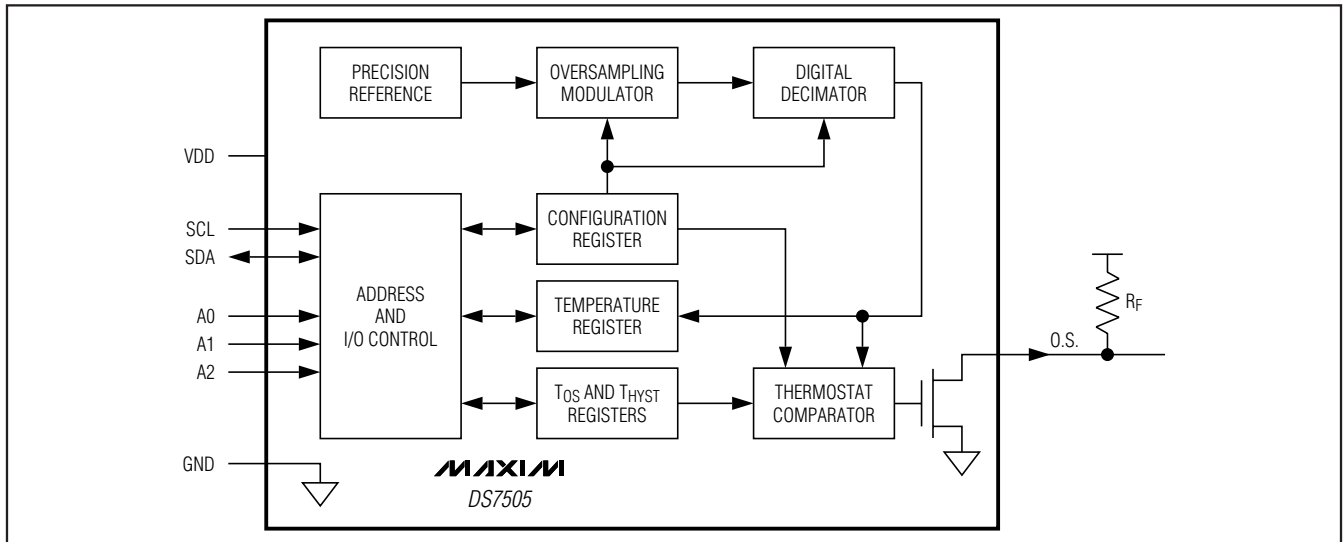 PRECISION
REFERENCE
OVERSAMPLING
MODULATOR
DIGITAL
DECIMATOR
VDD
SCL
SDA
A0
A1
A2
GND
ADDRESS
AND
I/O CONTROL
CONFIGURATION
REGISTER
TEMPERATURE
REGISTER
TOS AND THYST
REGISTERS
THERMOSTAT
COMPARATOR
O.S.
RF
MAXIM
DS7505